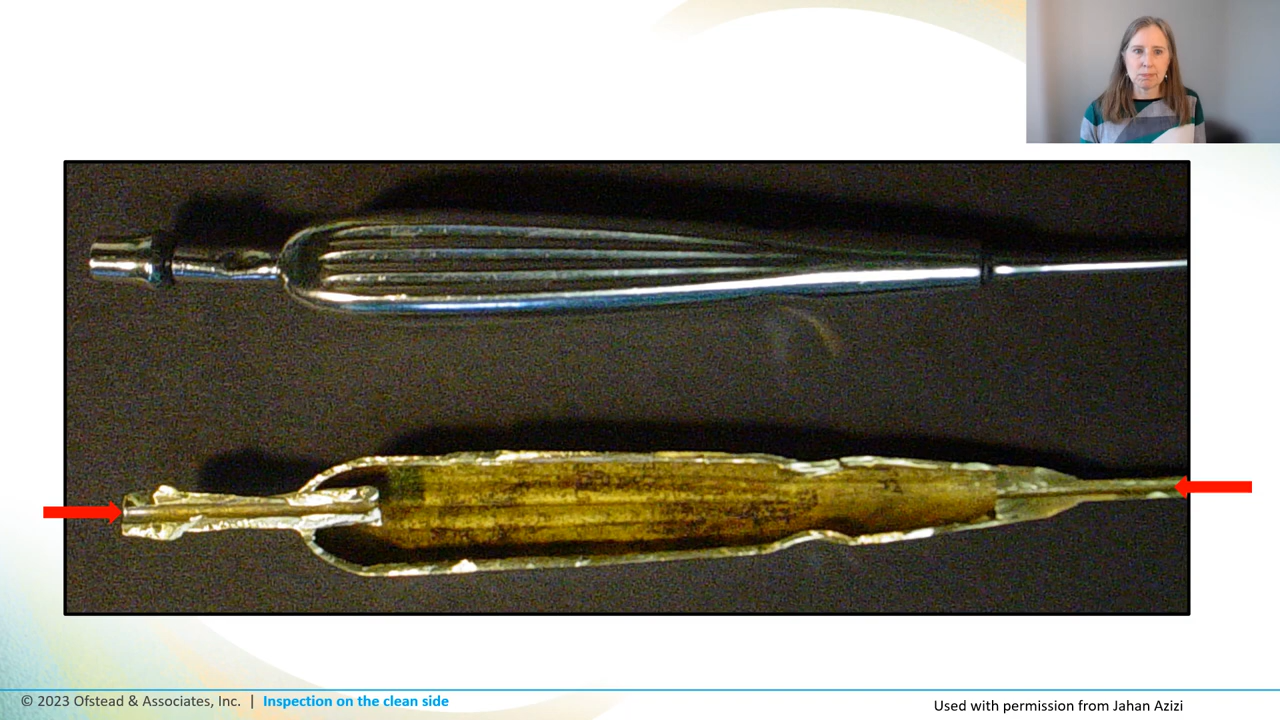 © 2023 Ofstead & Associates, Inc. | Inspection on the clean side
Used with permission from Jahan Azizi